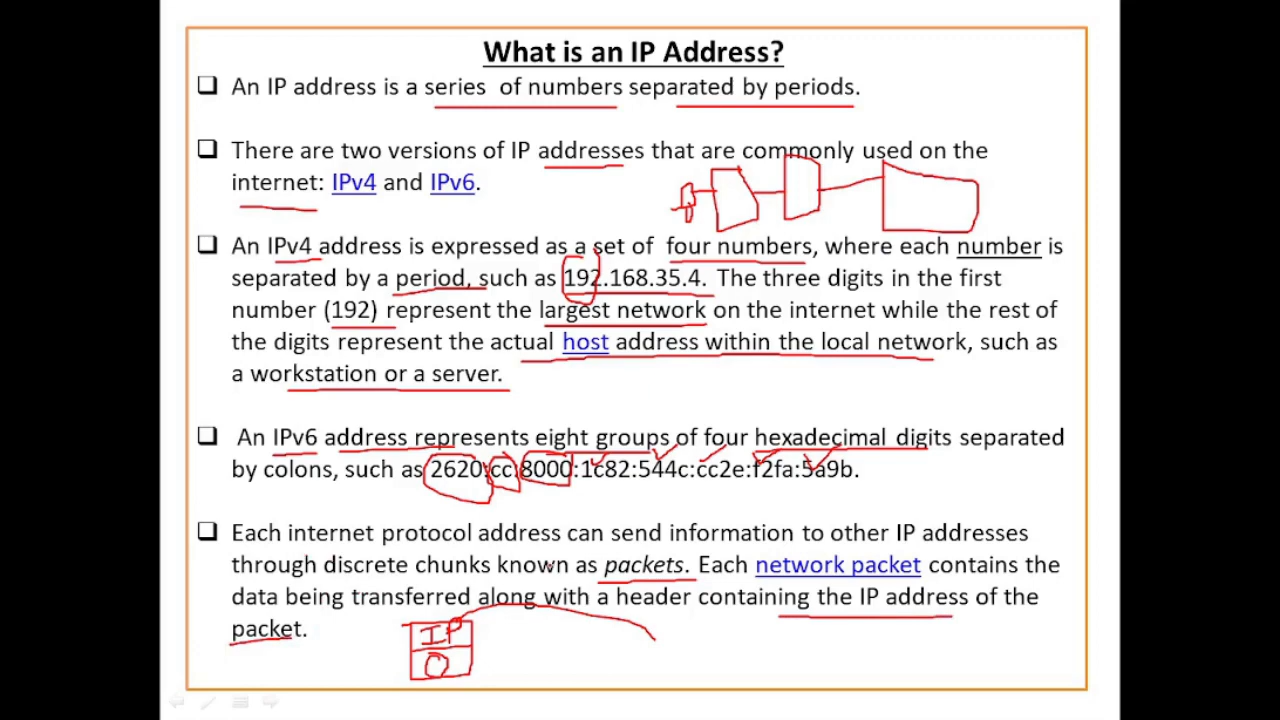 What is an IP Address?
❑ An IP address is a series of numbers separated by periods.
❑ There are two versions of IP addresses that are commonly used on the
internet: IPv4 and IPv6.
❑ An IPv4 address is expressed as a set of four numbers, where each number is
separated by a period, such as 192.168.35.4. The three digits in the first
number (192) represent the largest network on the internet while the rest of
the digits represent the actual host address within the local network, such as
a workstation or a server.
❑ An IPv6 address represents eight groups of four hexadecimal digits separated
by colons, such as 2620:cc:8000:1c82:544c:cc2e:f2fa:5a9b.
❑ Each internet protocol address can send information to other IP addresses
through discrete chunks known as packets. Each network packet contains the
data being transferred along with a header containing the IP address of the
packet.
IP
D